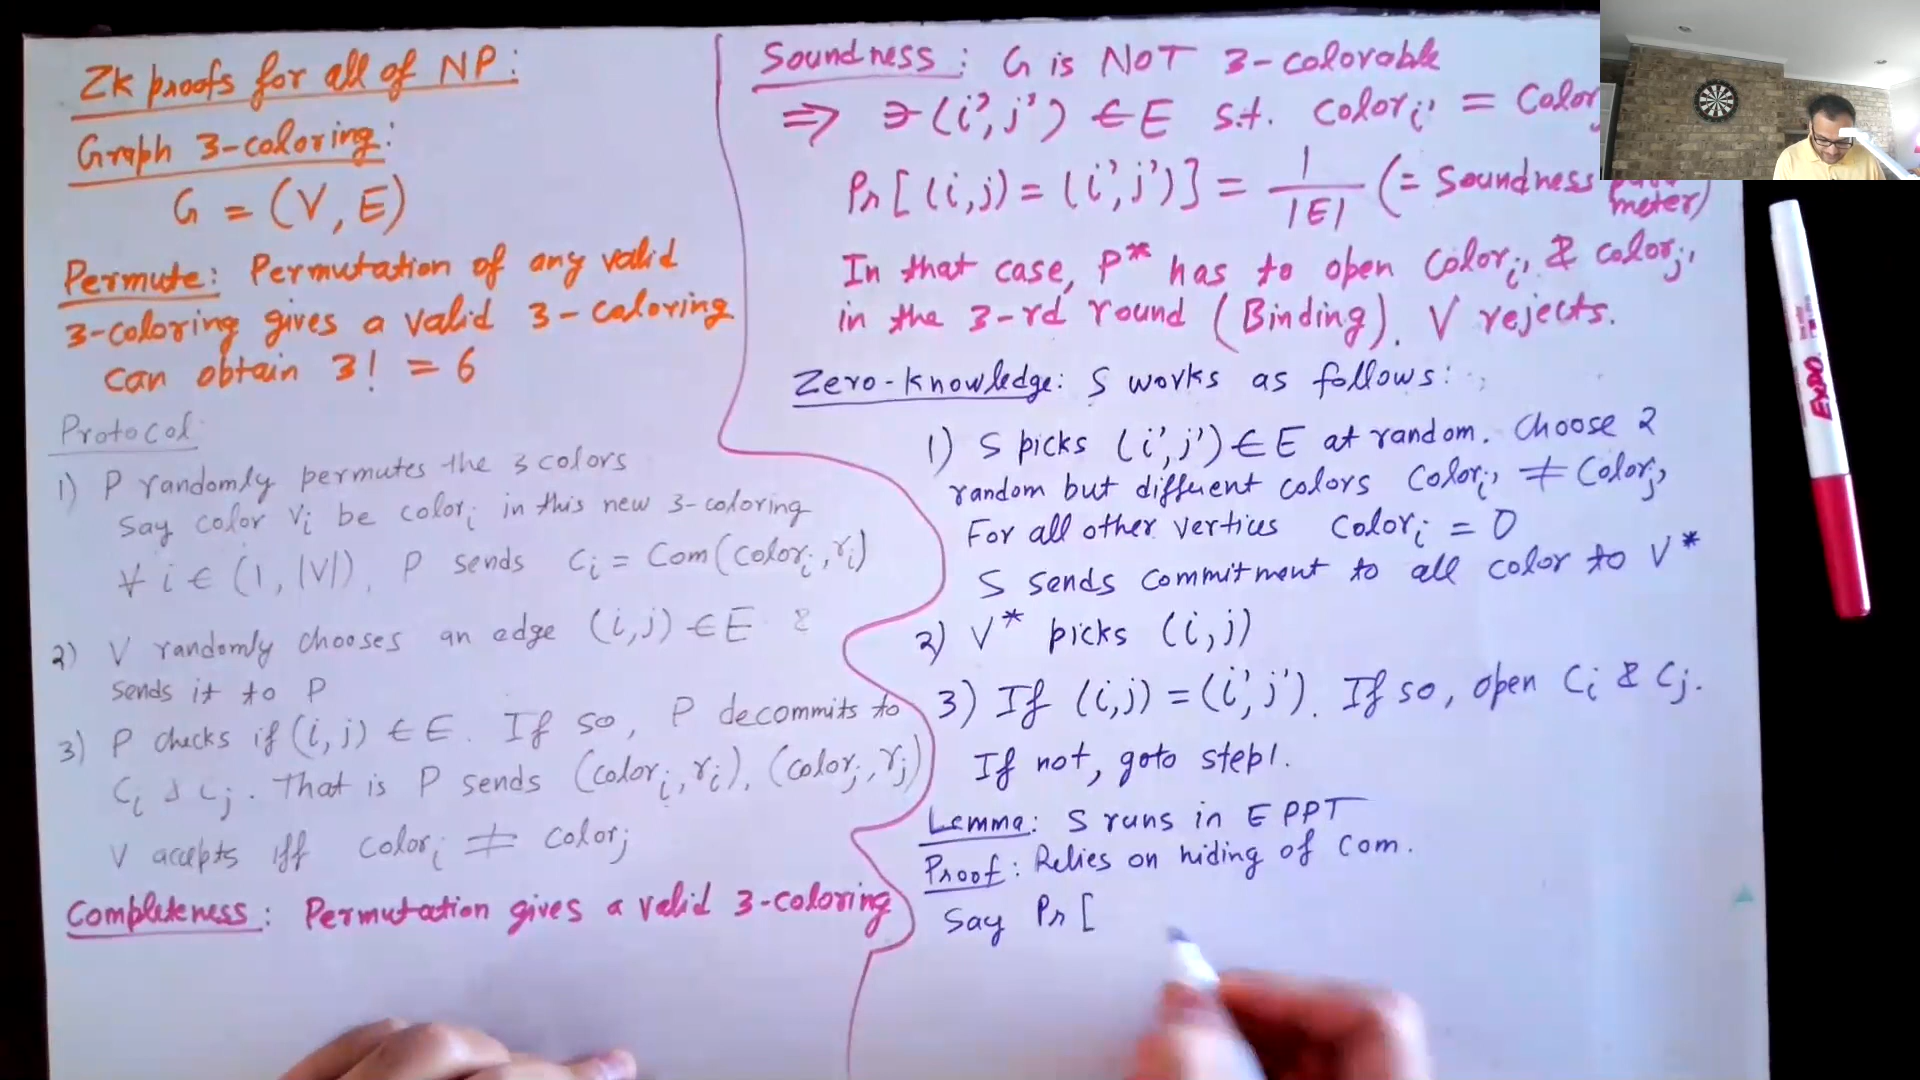 ZK proofs for all of NP:
Graph 3-coloring:
G = (V, E)
Permute: Permutation of any valid
3-coloring gives a valid 3-coloring
can obtain 3! = 6
Protocol:
1) P randomly permutes the 3 colors
Say color vᵢ be colorᵢ in this new 3-coloring
∀ i ∈ (1, |V|), P sends cᵢ = Com(colorᵢ, rᵢ)
2) V randomly chooses an edge (i,j) ∈ E &
sends it to P
3) P checks if (i,j) ∈ E. If so, P decommits to
Cᵢ & Cⱼ. That is P sends (colorᵢ, rᵢ), (colorⱼ, rⱼ)
V accepts iff colorᵢ ≠ colorⱼ
Completeness: Permutation gives a valid 3-coloring
Soundness: G is NOT 3-colorable
⇒ ∃ (i', j') ∈ E s.t. colorᵢ' = Color
Pr[(i,j) = (i', j')] = 1/|E| (= Soundness
meter)
In that case, P* has to open Colorᵢ' & colorⱼ'
in the 3-rd round (Binding). V rejects.
Zero-knowledge: S works as follows:
1) S picks (i', j') ∈ E at random. Choose 2
random but different colors Colorᵢ' ≠ Colorⱼ'
For all other vertices Colorᵢ = 0
S sends commitment to all color to V*
2) V* picks (i,j)
3) If (i,j) = (i', j'). If so, open Cᵢ & Cⱼ.
If not, goto step 1.
Lemma: S runs in EPPT
Proof: Relies on hiding of Com.
Say Pr [
EXPO